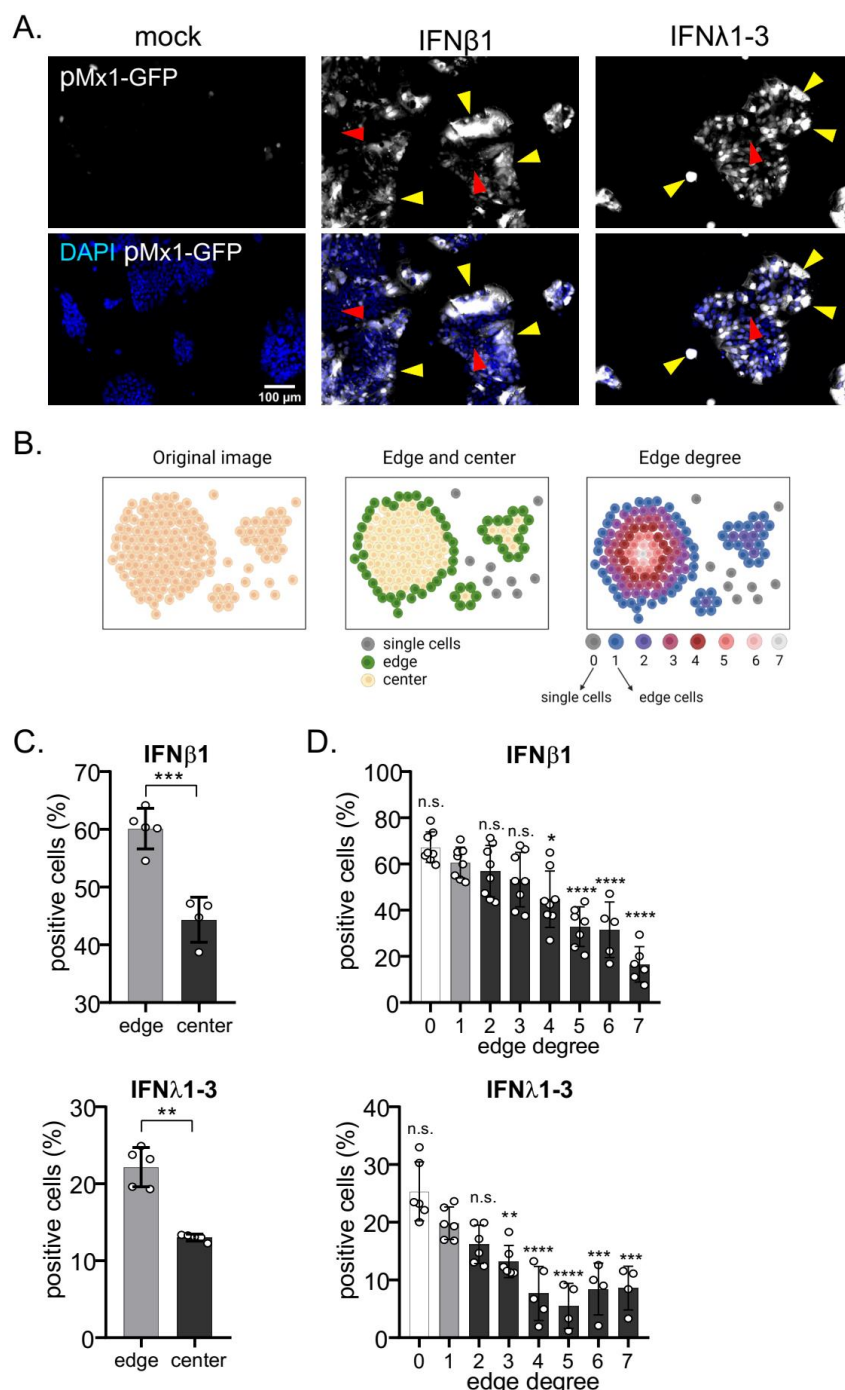 A.
mock
IFNβ1
IFNλ1-3
pMx1-GFP
DAPI pMx1-GFP
100 µm
B.
Original image
Edge and center
Edge degree
single cells
edge
center
0 1 2 3 4 5 6 7
single cells
edge cells
C.
IFNβ1
positive cells (%)
70
60
50
40
30
***
edge center
IFNλ1-3
positive cells (%)
30
20
10
0
**
edge center
D.
IFNβ1
positive cells (%)
100
80
60
40
20
0
n.s. n.s. n.s. * **** **** ****
0 1 2 3 4 5 6 7
edge degree
IFNλ1-3
positive cells (%)
40
30
20
10
0
n.s. n.s. ** **** **** *** ***
0 1 2 3 4 5 6 7
edge degree